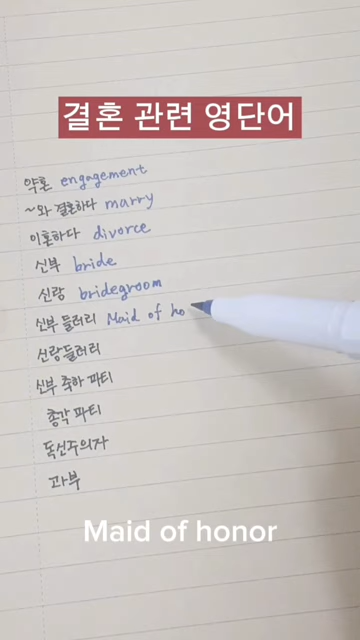 결혼 관련 영단어
약혼 engagement
~와 결혼하다 marry
이혼하다 divorce
신부 bride
신랑 bridegroom
신부 들러리 Maid of ho
신랑들러리
신부 축하 파티
총각파티
독신주의자
과부
Maid of honor